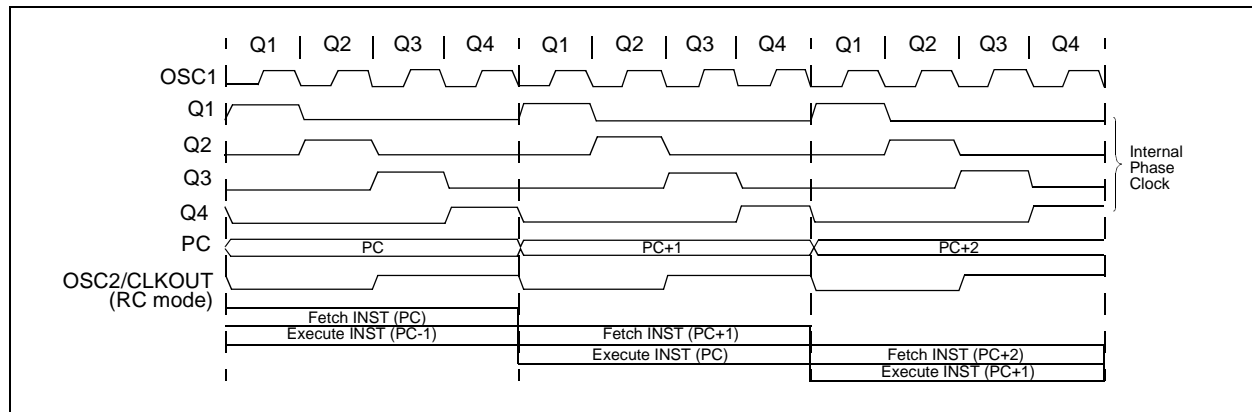 Q1 Q2 Q3 Q4 Q1 Q2 Q3 Q4 Q1 Q2 Q3 Q4
OSC1
Q1
Q2
Q3
Q4
Internal
Phase
Clock
PC PC PC+1 PC+2
OSC2/CLKOUT
(RC mode)
Fetch INST (PC)
Execute INST (PC-1) Fetch INST (PC+1)
Execute INST (PC) Fetch INST (PC+2)
Execute INST (PC+1)